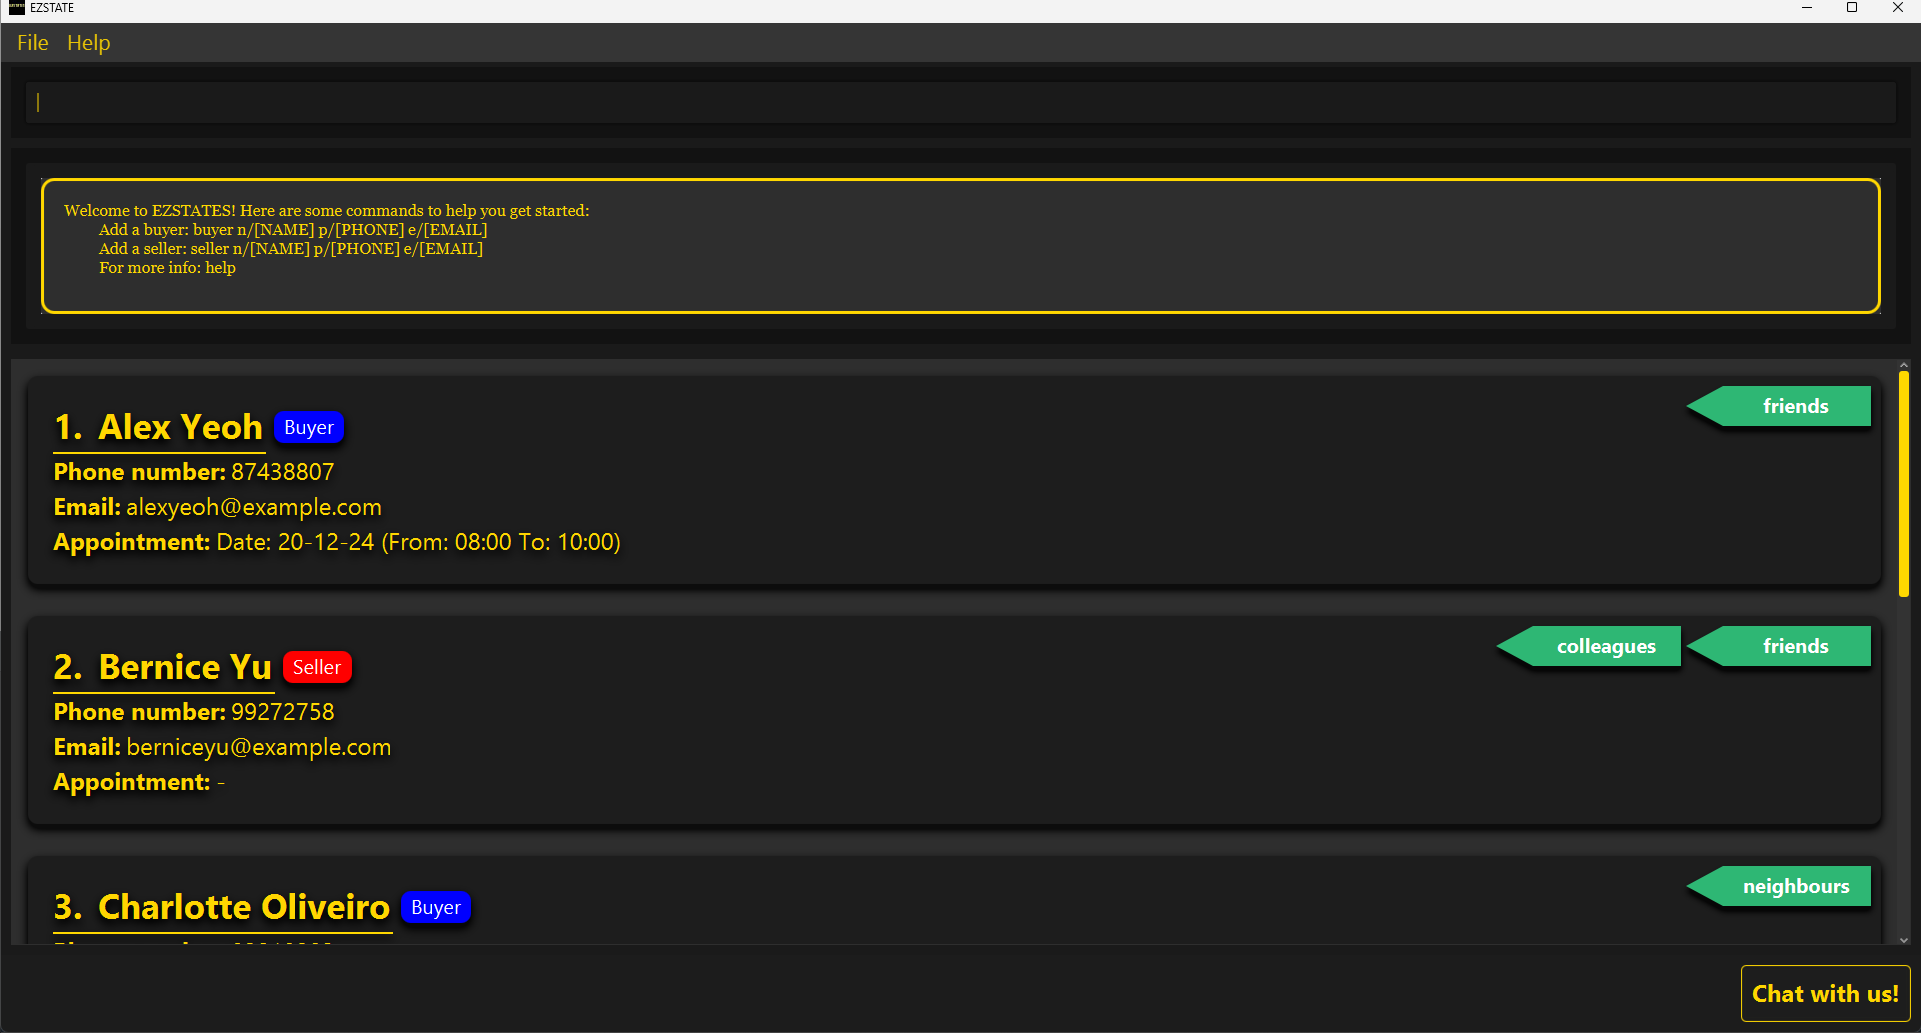 EZSTATE
File Help
Welcome to EZSTATES! Here are some commands to help you get started:
Add a buyer: buyer n/[NAME] p/[PHONE] e/[EMAIL]
Add a seller: seller n/[NAME] p/[PHONE] e/[EMAIL]
For more info: help
1. Alex Yeoh Buyer friends
Phone number: 87438807
Email: alexyeoh@example.com
Appointment: Date: 20-12-24 (From: 08:00 To: 10:00)
2. Bernice Yu Seller colleagues friends
Phone number: 99272758
Email: berniceyu@example.com
Appointment: -
3. Charlotte Oliveiro Buyer neighbours
Chat with us!